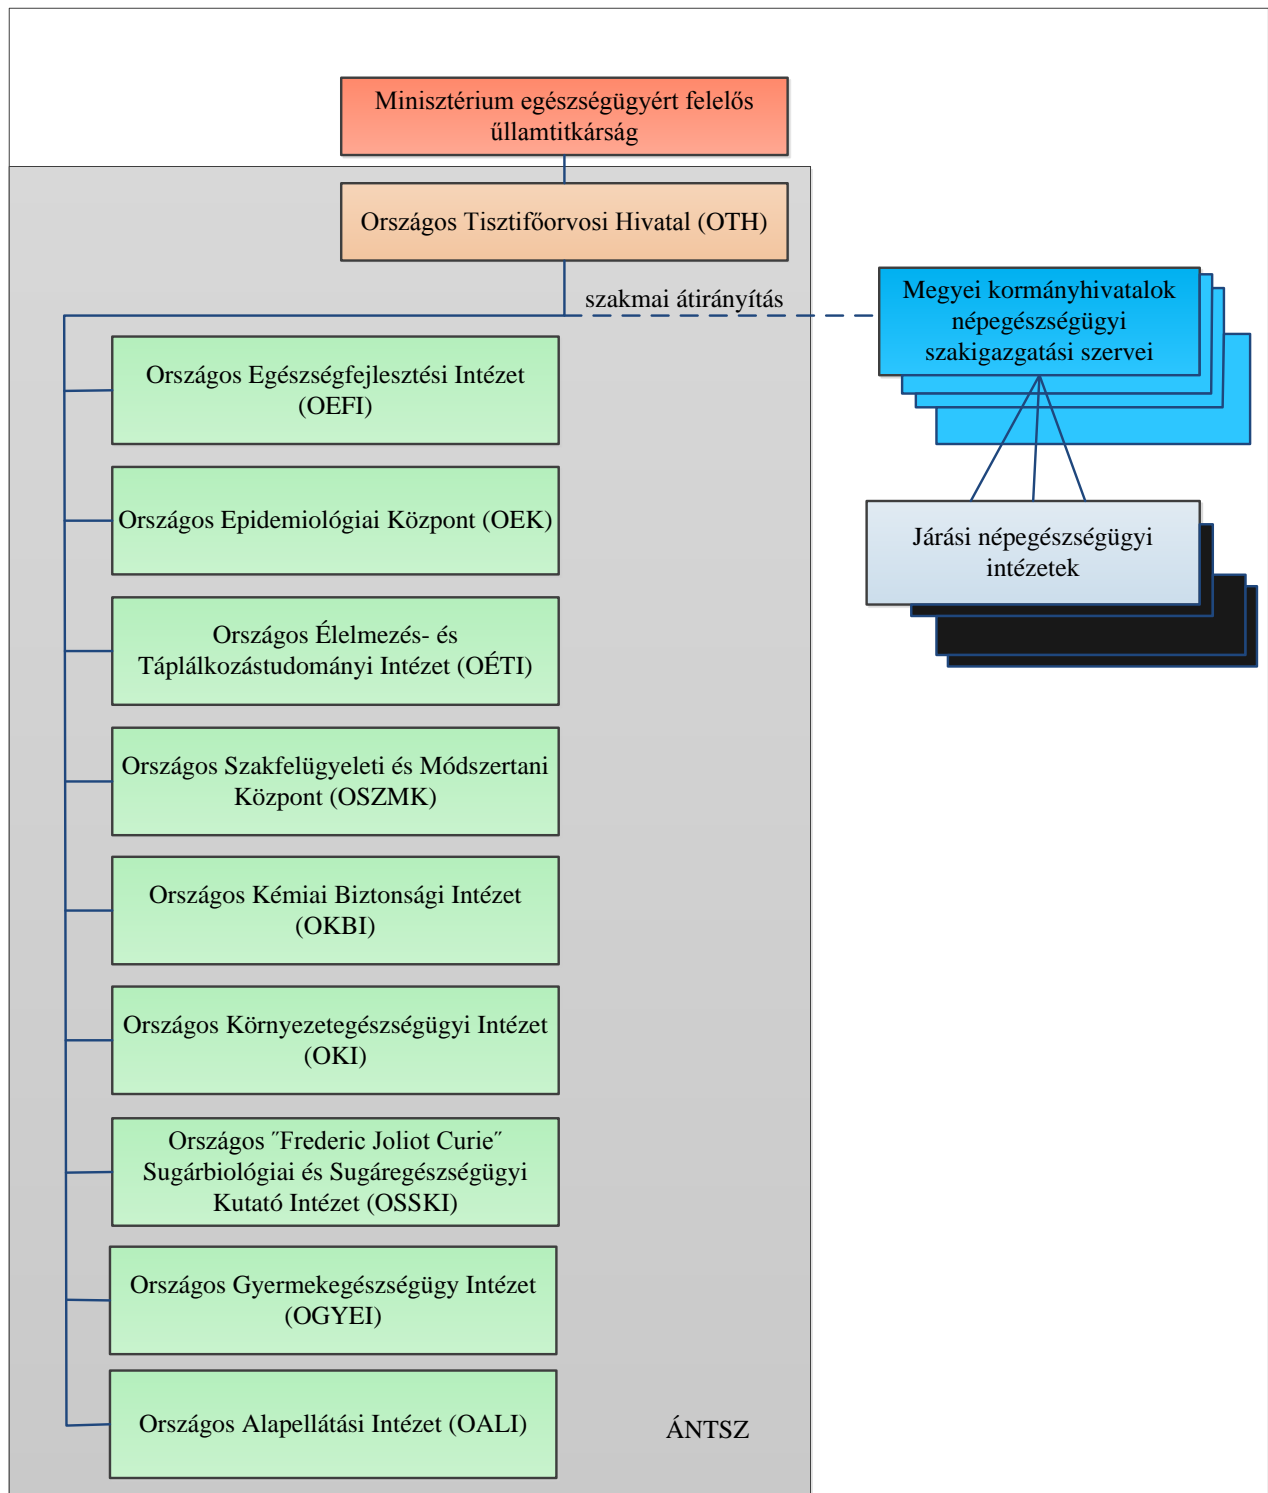 Minisztérium egészségügyért felelős
űllamtitkárság
Országos Tisztifőorvosi Hivatal (OTH)
szakmai átirányítás
Megyei kormányhivatalok
népegészségügyi
szakigazgatási szervei
Országos Egészségfejlesztési Intézet
(OEFI)
Országos Epidemiológiai Központ (OEK)
Járási népegészségügyi
intézetek
Országos Élelmezés- és
Táplálkozástudományi Intézet (OÉTI)
Országos Szakfelügyeleti és Módszertani
Központ (OSZMK)
Országos Kémiai Biztonsági Intézet
(OKBI)
Országos Környezetegészségügyi Intézet
(OKI)
Országos ˝Frederic Joliot Curie˝
Sugárbiológiai és Sugáregészségügyi
Kutató Intézet (OSSKI)
Országos Gyermekegészségügy Intézet
(OGYEI)
Országos Alapellátási Intézet (OALI)
ÁNTSZ